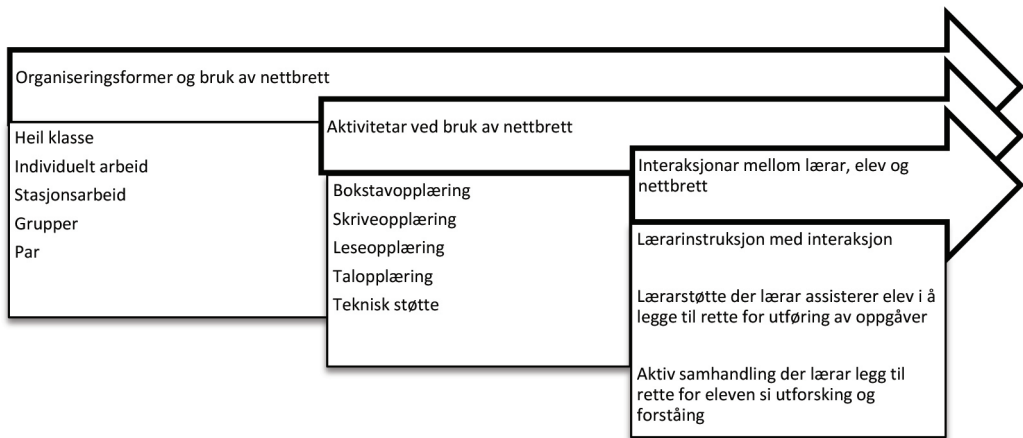 Organiseringsformer og bruk av nettbrett
Heil klasse
Individuelt arbeid
Stasjonsarbeid
Grupper
Par
Aktivitetar ved bruk av nettbrett
Bokstavopplæring
Skriveopplæring
Leseopplæring
Talopplæring
Teknisk støtte
Interaksjonar mellom lærar, elev og
nettbrett
Lærarinstruksjon med interaksjon
Lærarstøtte der lærar assisterer elev i å
legge til rette for utføring av oppgåver
Aktiv samhandling der lærar legg til
rette for eleven si utforsking og
forståing